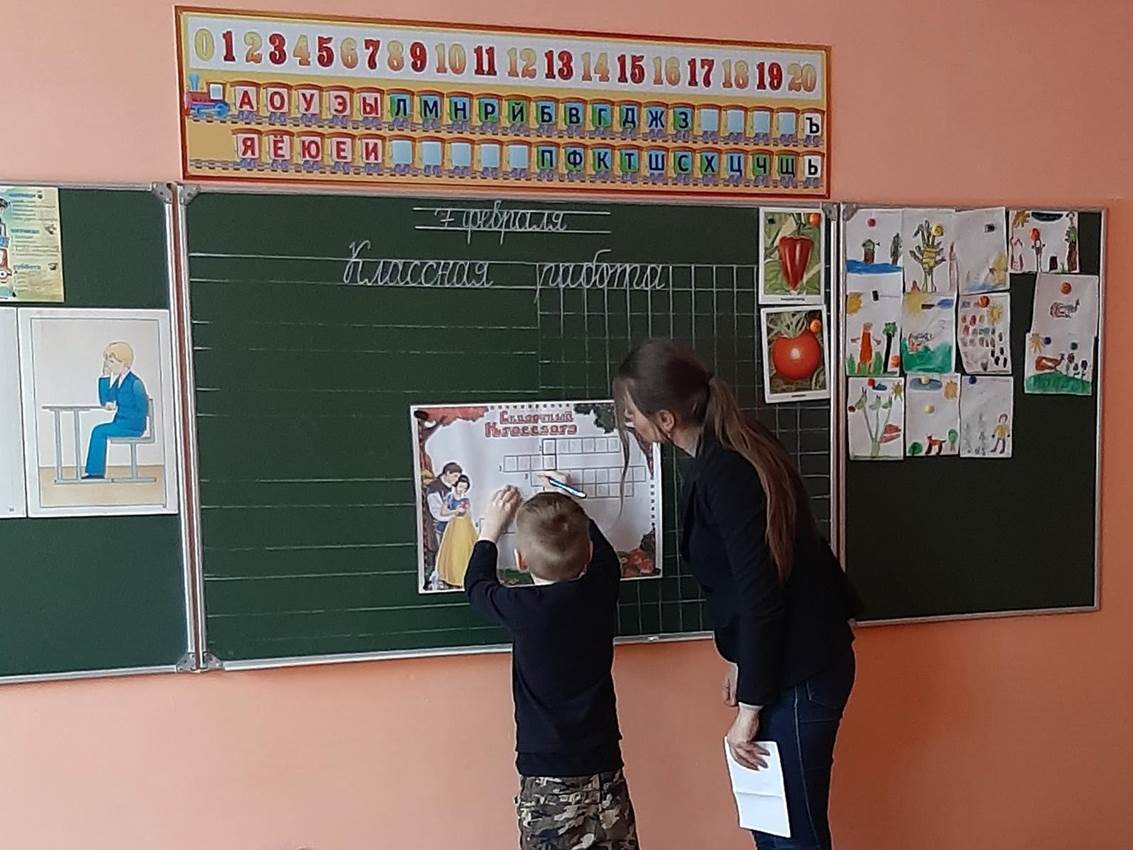 0 1 2 3 4 5 6 7 8 9 10 11 12 13 14 15 16 17 18 19 20
А О У Э Ы Л М Н Р Й Б В Г Д Ж З Ъ
Я Ё Ю Е И П Ф К Т Ш С Х Ц Ч Щ Ь
7 февраля
Классная работа
Сказочный
Кроссворд